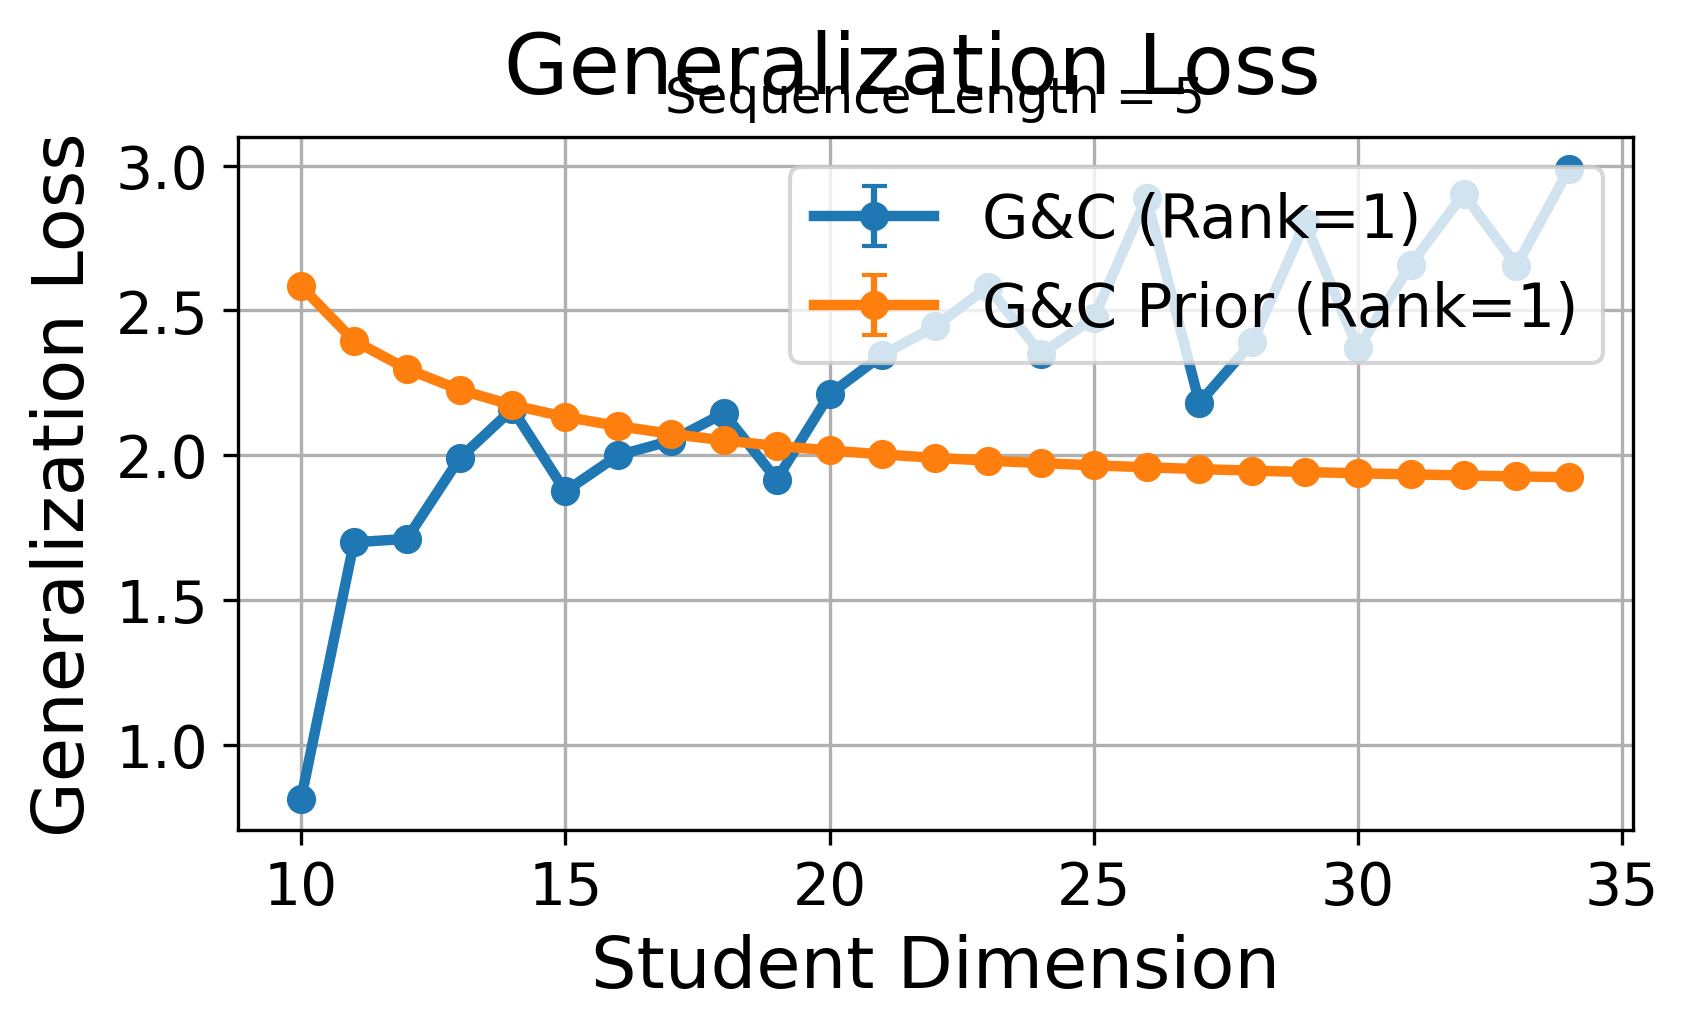 Generalization Loss
Sequence Length = 5
Generalization Loss
3.0
2.5
2.0
1.5
1.0
G&C (Rank=1)
G&C Prior (Rank=1)
10 15 20 25 30 35
Student Dimension